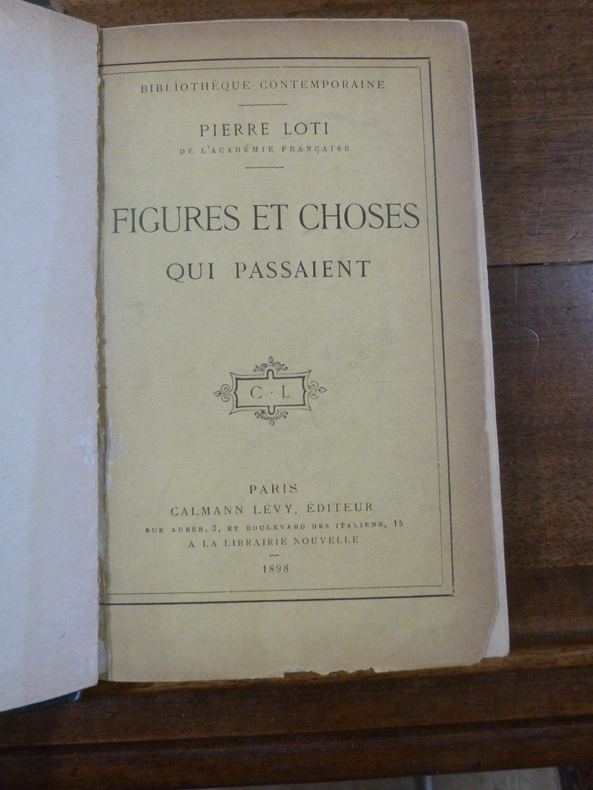 BIBLIOTHÈQUE CONTEMPORAINE
PIERRE LOTI
DE L'ACADÉMIE FRANÇAISE
FIGURES ET CHOSES
QUI PASSAIENT
C · L
PARIS
CALMANN LÉVY, ÉDITEUR
RUE AUBER, 3, ET BOULEVARD DES ITALIENS, 15
A LA LIBRAIRIE NOUVELLE
1898